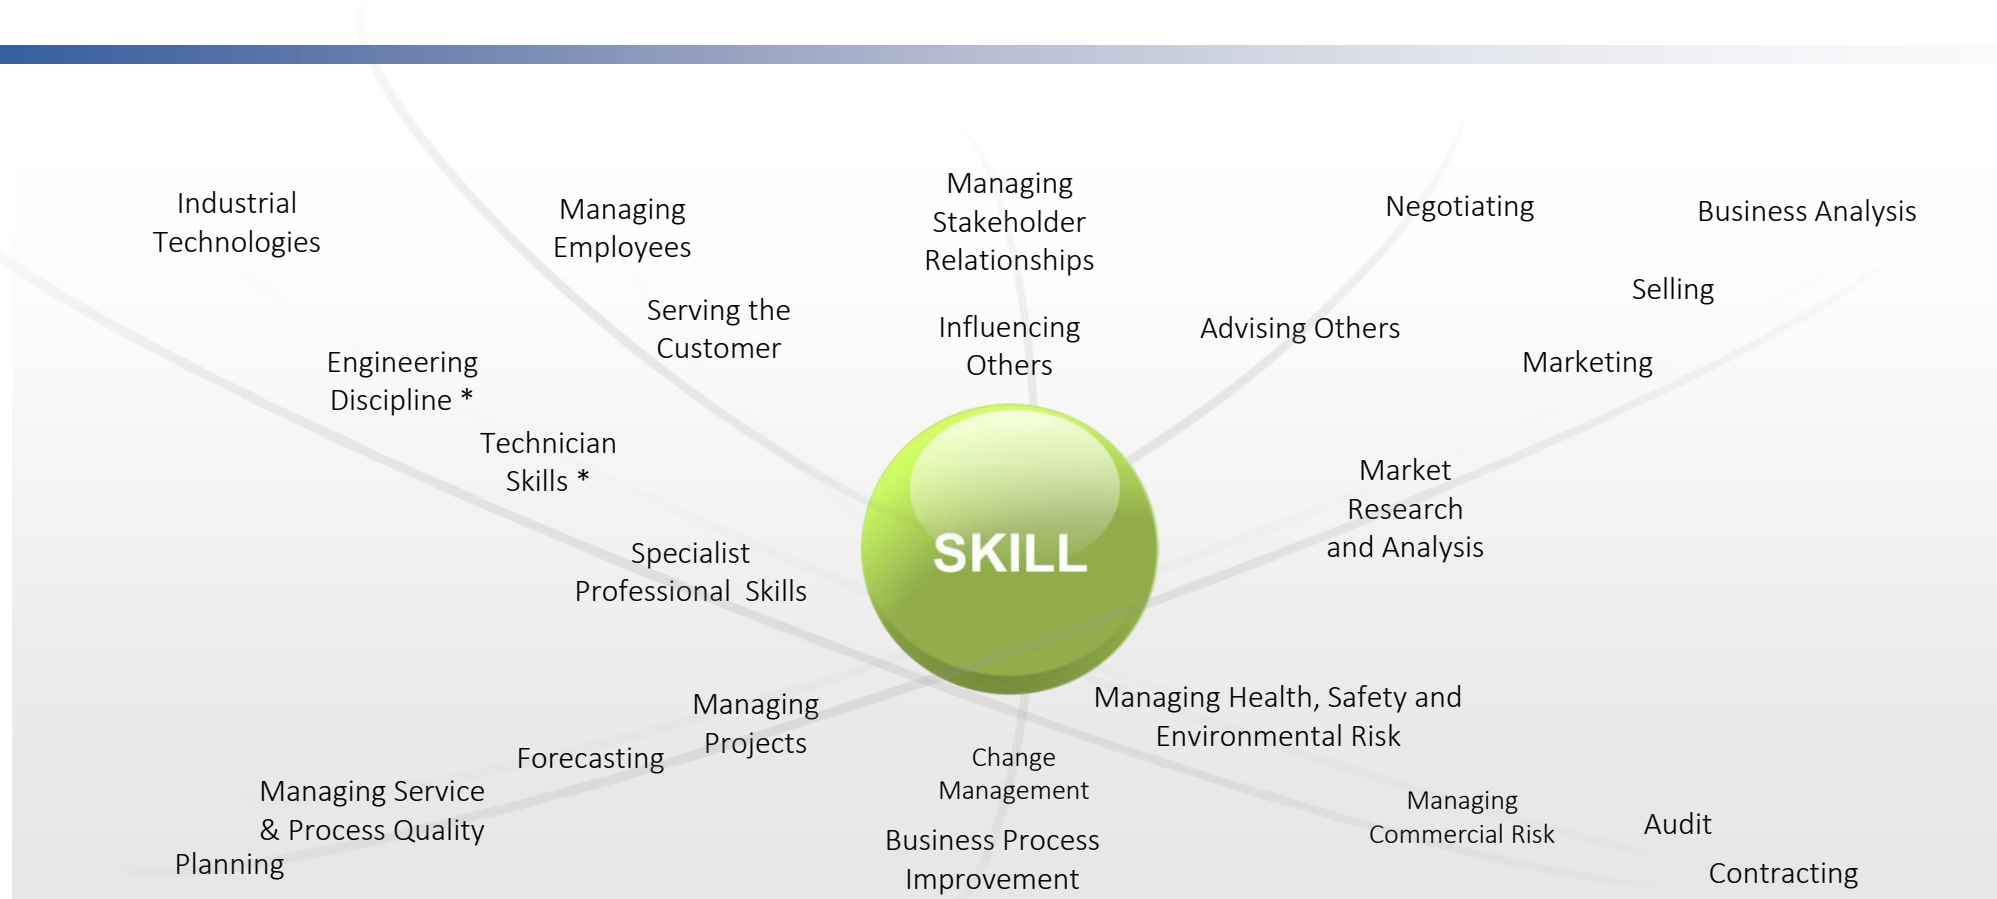 Industrial
Technologies
Managing
Employees
Managing
Stakeholder
Relationships
Negotiating
Business Analysis
Serving the
Customer
Influencing
Others
Advising Others
Selling
Marketing
Engineering
Discipline *
Technician
Skills *
Specialist
Professional  Skills
SKILL
Market
Research
and Analysis
Managing
Projects
Forecasting
Managing Service
& Process Quality
Planning
Change
Management
Business Process
Improvement
Managing Health, Safety and
Environmental Risk
Managing
Commercial Risk
Audit
Contracting